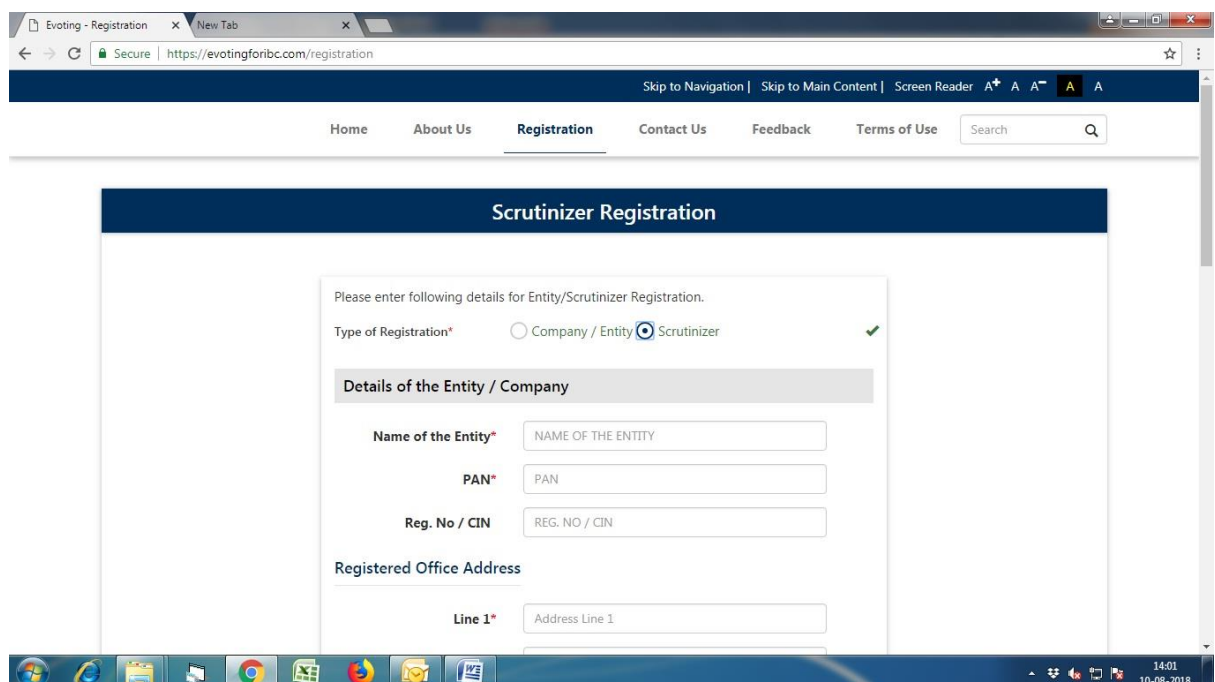 Evoting - Registration New Tab
Secure | https://evotingforibc.com/registration
Skip to Navigation | Skip to Main Content | Screen Reader A+ A A- A A
Home About Us Registration Contact Us Feedback Terms of Use Search
Scrutinizer Registration
Please enter following details for Entity/Scrutinizer Registration.
Type of Registration* Company / Entity Scrutinizer
Details of the Entity / Company
Name of the Entity* NAME OF THE ENTITY
PAN* PAN
Reg. No / CIN REG. NO / CIN
Registered Office Address
Line 1* Address Line 1
14:01
10-08-2018